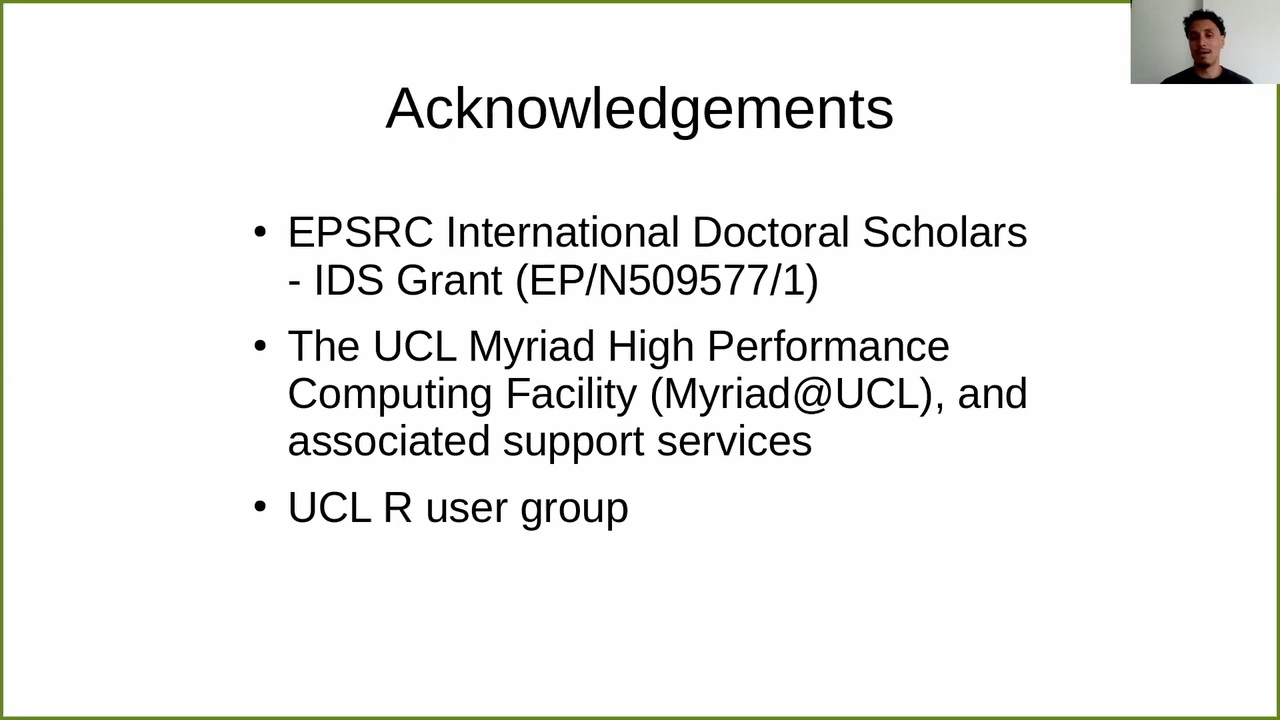 Acknowledgements
• EPSRC International Doctoral Scholars
- IDS Grant (EP/N509577/1)
• The UCL Myriad High Performance
Computing Facility (Myriad@UCL), and
associated support services
• UCL R user group